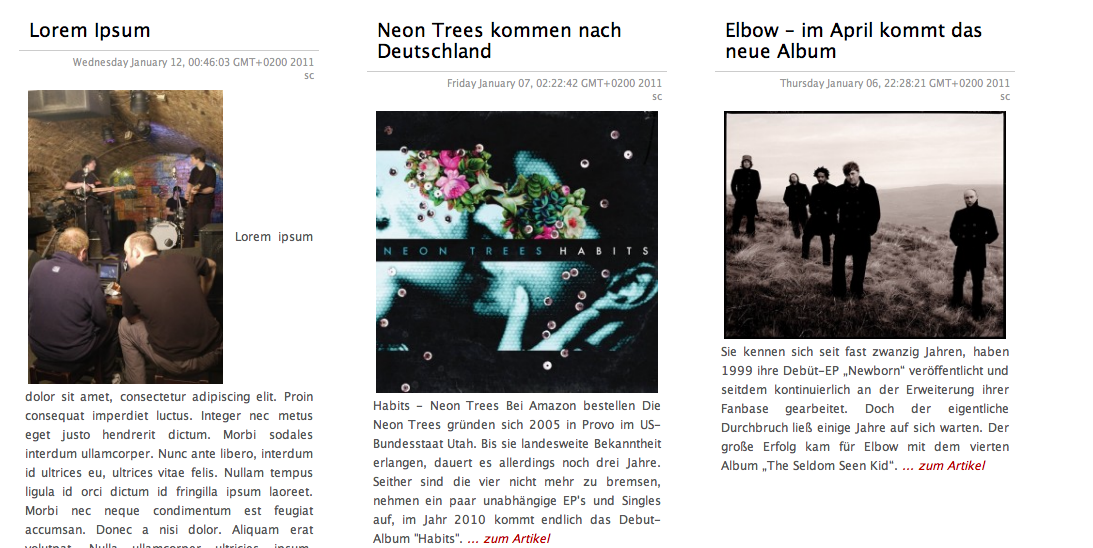 Lorem Ipsum
Wednesday January 12, 00:46:03 GMT+0200 2011
sc
Lorem ipsum
dolor sit amet, consectetur adipiscing elit. Proin
consequat imperdiet luctus. Integer nec metus
eget justo hendrerit dictum. Morbi sodales
interdum ullamcorper. Nunc ante libero, interdum
id ultrices eu, ultrices vitae felis. Nullam tempus
ligula id orci dictum id fringilla ipsum laoreet.
Morbi nec neque condimentum est feugiat
accumsan. Donec a nisi dolor. Aliquam erat
volutpat. Nulla ullamcorper ultricies ipsum,
Neon Trees kommen nach
Deutschland
Friday January 07, 02:22:42 GMT+0200 2011
sc
NEON TREES HABITS
Habits – Neon Trees Bei Amazon bestellen Die
Neon Trees gründen sich 2005 in Provo im US-
Bundesstaat Utah. Bis sie landesweite Bekanntheit
erlangen, dauert es allerdings noch drei Jahre.
Seither sind die vier nicht mehr zu bremsen,
nehmen ein paar unabhängige EP's und Singles
auf, im Jahr 2010 kommt endlich das Debut-
Album "Habits". ... zum Artikel
Elbow – im April kommt das
neue Album
Thursday January 06, 22:28:21 GMT+0200 2011
sc
Sie kennen sich seit fast zwanzig Jahren, haben
1999 ihre Debüt-EP „Newborn" veröffentlicht und
seitdem kontinuierlich an der Erweiterung ihrer
Fanbase gearbeitet. Doch der eigentliche
Durchbruch ließ einige Jahre auf sich warten. Der
große Erfolg kam für Elbow mit dem vierten
Album „The Seldom Seen Kid". ... zum Artikel